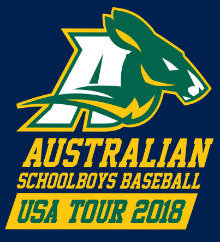 A
AUSTRALIAN
SCHOOLBOYS BASEBALL
USA TOUR 2018